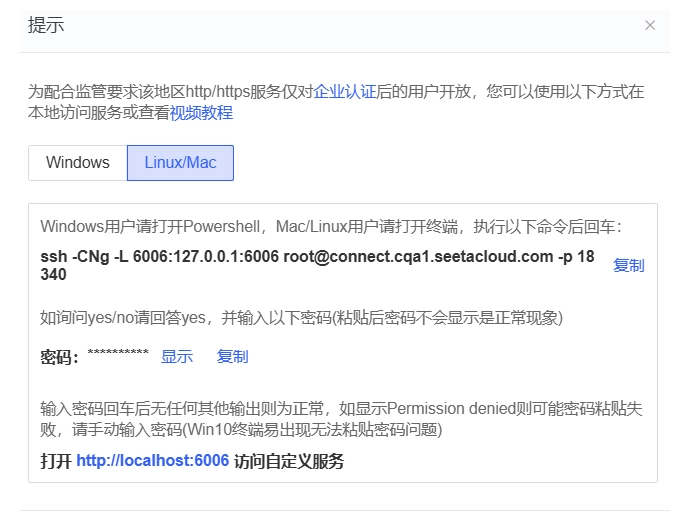 提示
为配合监管要求该地区http/https服务仅对企业认证后的用户开放，您可以使用以下方式在
本地访问服务或查看视频教程
Windows
Linux/Mac
Windows用户请打开Powershell，Mac/Linux用户请打开终端，执行以下命令后回车：
ssh -CNg -L 6006:127.0.0.1:6006 root@connect.cqa1.seetacloud.com -p 18
340
复制
如询问yes/no请回答yes，并输入以下密码(粘贴后密码不会显示是正常现象)
密码：********** 显示 复制
输入密码回车后无任何其他输出则为正常，如显示Permission denied则可能密码粘贴失
败，请手动输入密码(Win10终端易出现无法粘贴密码问题)
打开 http://localhost:6006 访问自定义服务